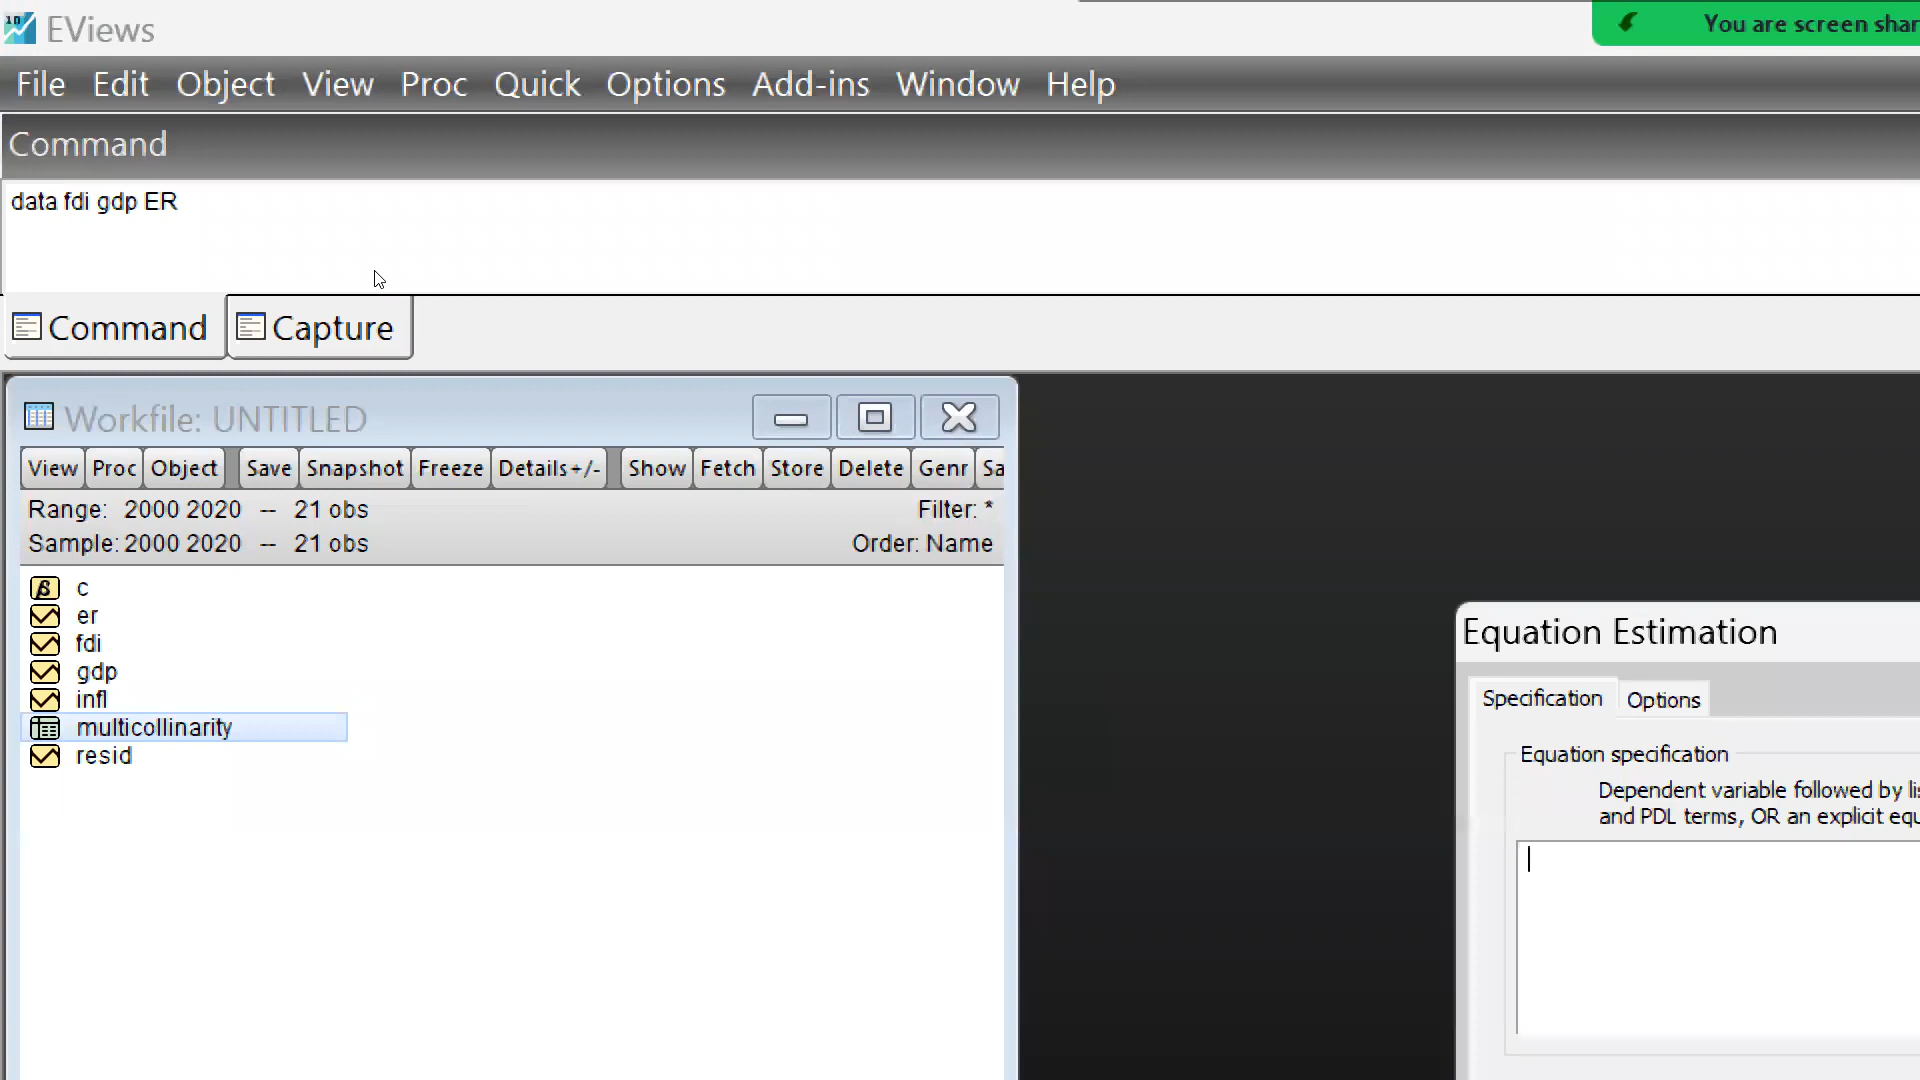 EViews
You are screen shar
File Edit Object View Proc Quick Options Add-ins Window Help
Command
data fdi gdp ER
Command Capture
Workfile: UNTITLED
View Proc Object Save Snapshot Freeze Details+/- Show Fetch Store Delete Genr Sa
Range: 2000 2020 -- 21 obs
Filter: *
Sample: 2000 2020 -- 21 obs
Order: Name
c
er
fdi
gdp
infl
multicollinarity
resid
Equation Estimation
Specification Options
Equation specification
Dependent variable followed by li
and PDL terms, OR an explicit equ